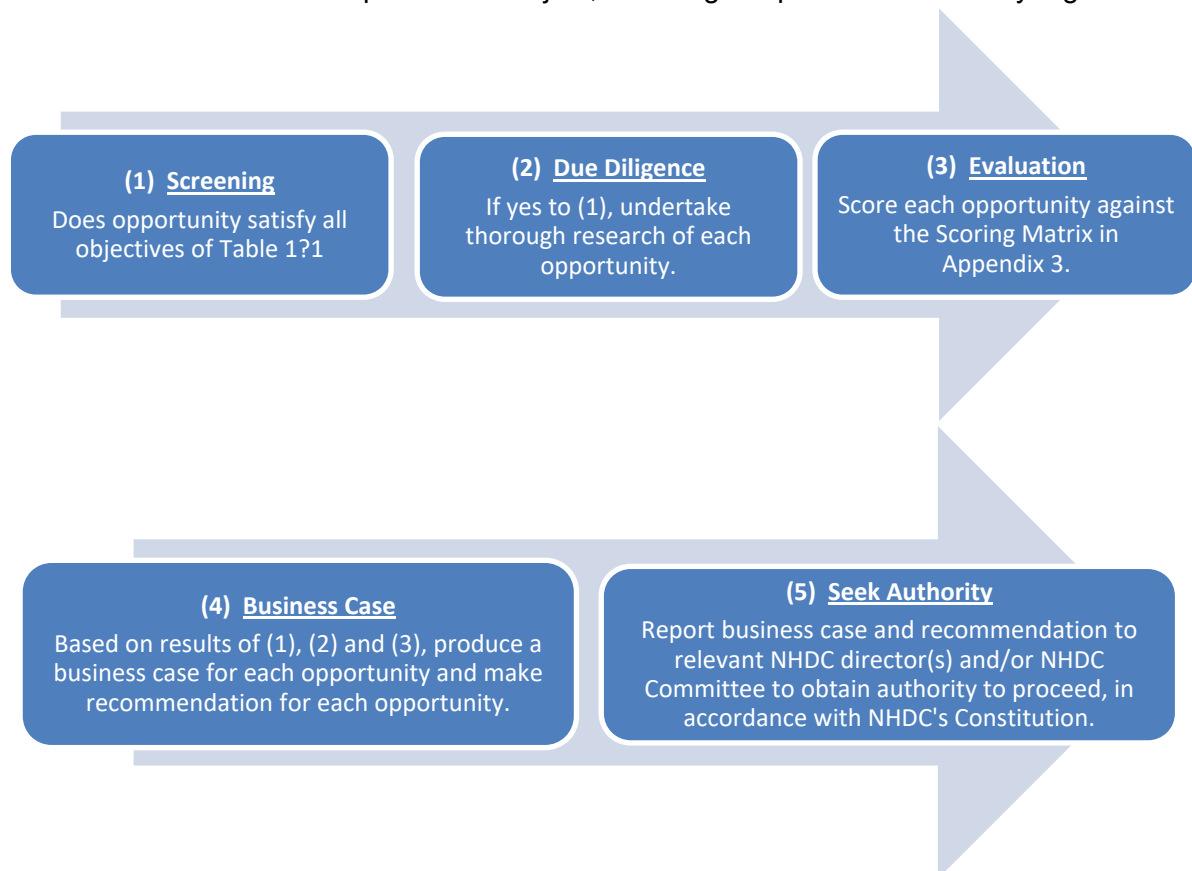 (1) Screening
Does opportunity satisfy all
objectives of Table 1?1
(2) Due Diligence
If yes to (1), undertake
thorough research of each
opportunity.
(3) Evaluation
Score each opportunity against
the Scoring Matrix in
Appendix 3.
(4) Business Case
Based on results of (1), (2) and (3), produce a
business case for each opportunity and make
recommendation for each opportunity.
(5) Seek Authority
Report business case and recommendation to
relevant NHDC director(s) and/or NHDC
Committee to obtain authority to proceed, in
accordance with NHDC's Constitution.